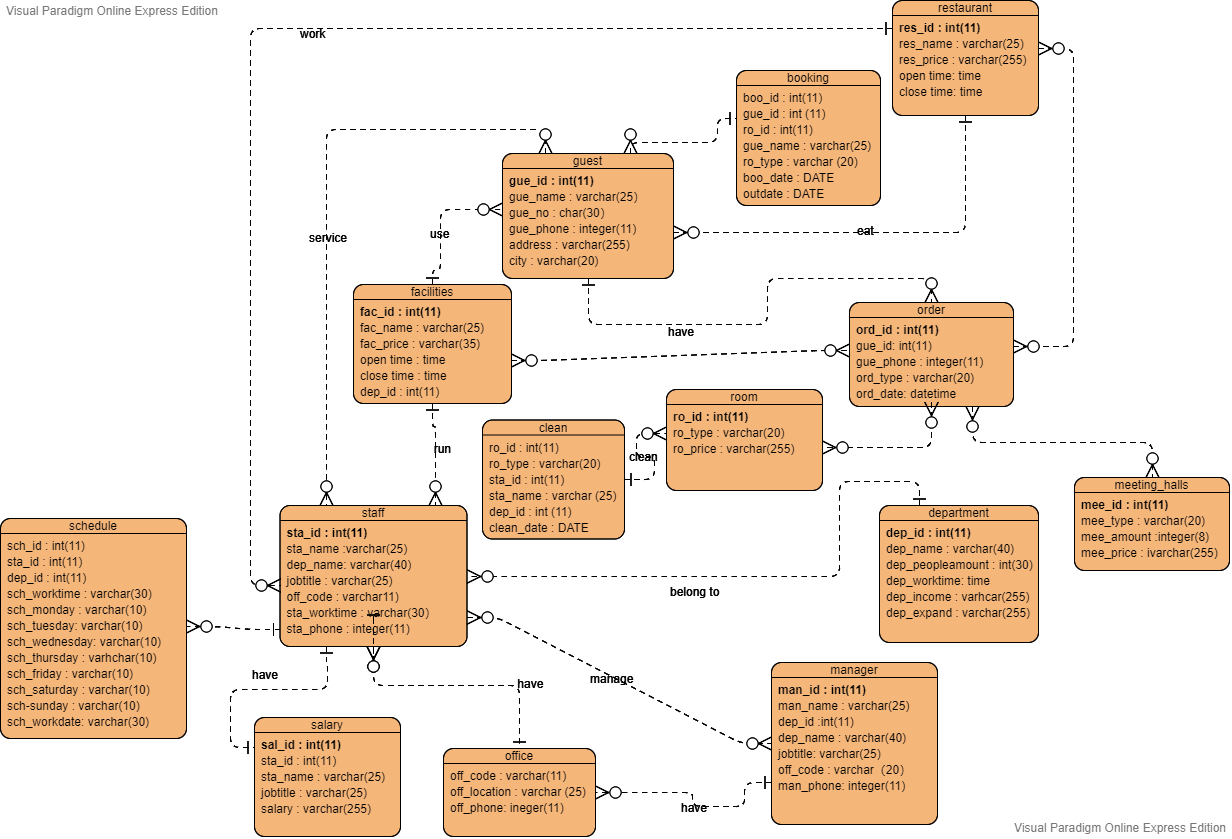 Visual Paradigm Online Express Edition
restaurant
res_id : int(11)
res_name : varchar(25)
res_price : varchar(255)
open time: time
close time: time
work
booking
boo_id : int(11)
gue_id : int (11)
ro_id : int(11)
gue_name : varchar(25)
ro_type : varchar (20)
boo_date : DATE
outdate : DATE
guest
gue_id : int(11)
gue_name : varchar(25)
gue_no : char(30)
gue_phone : integer(11)
address : varchar(255)
city : varchar(20)
service
use
eat
facilities
fac_id : int(11)
fac_name : varchar(25)
fac_price : varchar(35)
open time : time
close time : time
dep_id : int(11)
have
order
ord_id : int(11)
gue_id: int(11)
gue_phone : integer(11)
ord_type : varchar(20)
ord_date: datetime
room
ro_id : int(11)
ro_type : varchar(20)
ro_price : varchar(255)
clean
ro_id : int(11)
ro_type : varchar(20)
sta_id : int(11)
sta_name : varchar (25)
dep_id : int (11)
clean_date : DATE
clean
run
meeting_halls
mee_id : int(11)
mee_type : varchar(20)
mee_amount :integer(8)
mee_price : ivarchar(255)
staff
sta_id : int(11)
sta_name :varchar(25)
dep_name: varchar(40)
jobtitle : varchar(25)
off_code : varchar11)
sta_worktime : varchar(30)
sta_phone : integer(11)
department
dep_id : int(11)
dep_name : varchar(40)
dep_peopleamount : int(30)
dep_worktime: time
dep_income : varhcar(255)
dep_expand : varchar(255)
schedule
sch_id : int(11)
sta_id : int(11)
dep_id : int(11)
sch_worktime : varchar(30)
sch_monday : varchar(10)
sch_tuesday: varchar(10)
sch_wednesday: varchar(10)
sch_thursday : varhchar(10)
sch_friday : varchar(10)
sch_saturday : varchar(10)
sch-sunday : varchar(10)
sch_workdate: varchar(30)
belong to
have
have
manage
manager
man_id : int(11)
man_name : varchar(25)
dep_id :int(11)
dep_name : varchar(40)
jobtitle: varchar(25)
off_code : varchar (20)
man_phone: integer(11)
salary
sal_id : int(11)
sta_id : int(11)
sta_name : varchar(25)
jobtitle : varchar(25)
salary : varchar(255)
office
off_code : varchar(11)
off_location : varchar (25)
off_phone: ineger(11)
have
Visual Paradigm Online Express Edition